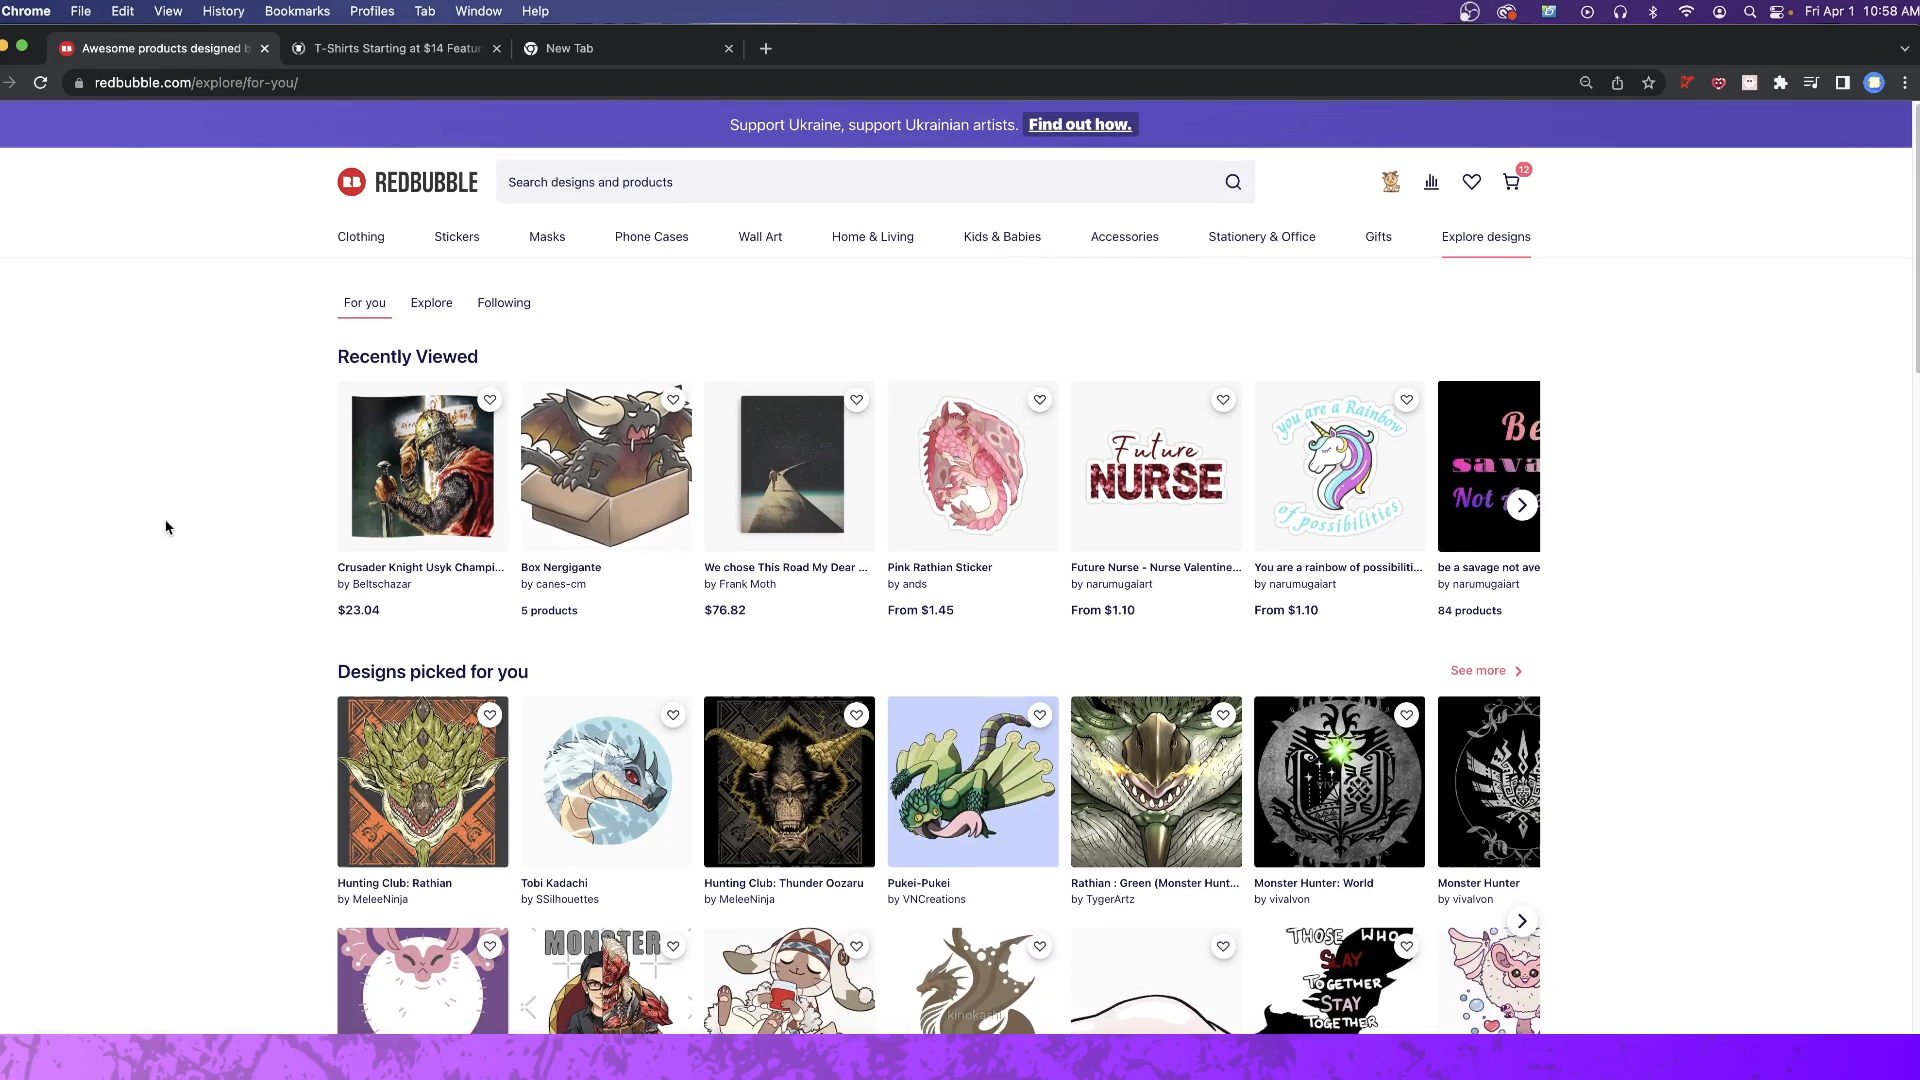 Chrome File Edit View History Bookmarks Profiles Tab Window Help Fri Apr 1 10:58 AM
Awesome products designed b T-Shirts Starting at $14 Featu New Tab
redbubble.com/explore/for-you/
Support Ukraine, support Ukrainian artists. Find out how.
RB REDBUBBLE Search designs and products 12
Clothing Stickers Masks Phone Cases Wall Art Home & Living Kids & Babies Accessories Stationery & Office Gifts Explore designs
For you Explore Following
Recently Viewed
Future
NURSE
you are a Rainbow
of possibilities
Be
sava
Not
Crusader Knight Usyk Champi... Box Nergigante We chose This Road My Dear ... Pink Rathian Sticker Future Nurse - Nurse Valentine... You are a rainbow of possibiliti... be a savage not ave
by Beltschazar by canes-cm by Frank Moth by ands by narumugaiart by narumugaiart by narumugaiart
$23.04 5 products $76.82 From $1.45 From $1.10 From $1.10 84 products
Designs picked for you See more
Hunting Club: Rathian Tobi Kadachi Hunting Club: Thunder Oozaru Pukei-Pukei Rathian : Green (Monster Hunt... Monster Hunter: World Monster Hunter
by MeleeNinja by SSilhouettes by MeleeNinja by VNCreations by TygerArtz by vivalvon by vivalvon
MONSTER
kinokashi
THOSE WHO
SLAY
TOGETHER
STAY
TOGETHER